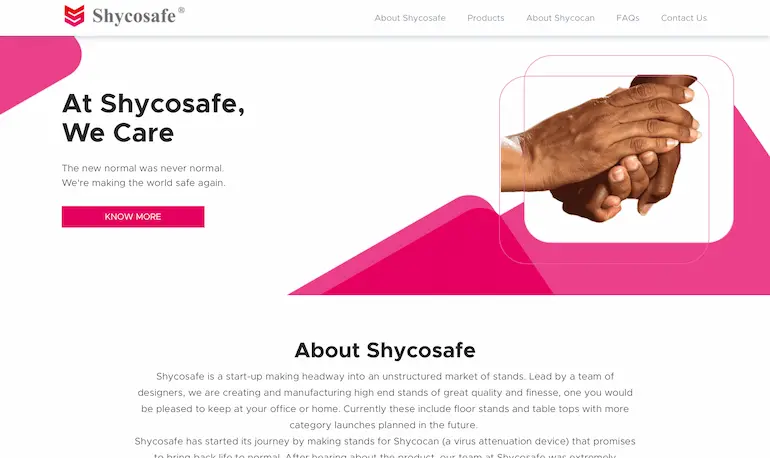 Shycosafe®
About Shycosafe Products About Shycocan FAQs Contact Us
At Shycosafe,
We Care
The new normal was never normal.
We're making the world safe again.
KNOW MORE
About Shycosafe
Shycosafe is a start-up making headway into an unstructured market of stands. Lead by a team of
designers, we are creating and manufacturing high end stands of great quality and finesse, one you would
be pleased to keep at your office or home. Currently these include floor stands and table tops with more
category launches planned in the future.
Shycosafe has started its journey by making stands for Shycocan (a virus attenuation device) that promises
to bring back life to normal. After hearing about the product, our team at Shycosafe was extremely